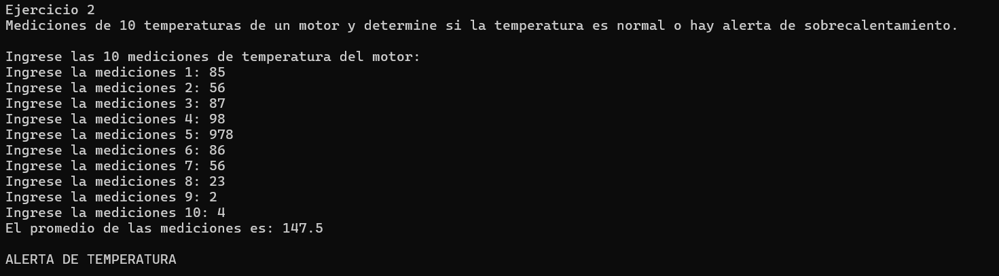 Ejercicio 2
Mediciones de 10 temperaturas de un motor y determine si la temperatura es normal o hay alerta de sobrecalentamiento.
Ingrese las 10 mediciones de temperatura del motor:
Ingrese la mediciones 1: 85
Ingrese la mediciones 2: 56
Ingrese la mediciones 3: 87
Ingrese la mediciones 4: 98
Ingrese la mediciones 5: 978
Ingrese la mediciones 6: 86
Ingrese la mediciones 7: 56
Ingrese la mediciones 8: 23
Ingrese la mediciones 9: 2
Ingrese la mediciones 10: 4
El promedio de las mediciones es: 147.5
ALERTA DE TEMPERATURA